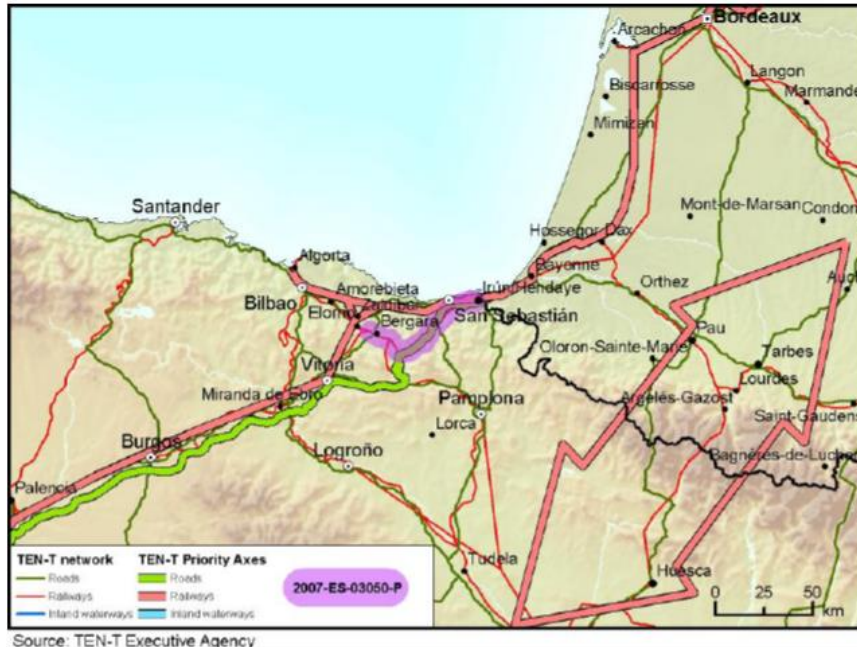 Bordeaux
Arcachon
Langon
Biscarrosse
Marmande
Mimizan
Santander
Mont-de-Marsan
Condom
Hossegor
Dax
Algorta
Bayonne
Amorebieta
Irún
Hendaye
Orthez
Auch
Bilbao
Elorrio
Bergara
San Sebastián
Pau
Oloron-Sainte-Marie
Tarbes
Vitoria
Lourdes
Miranda de Ebro
Pamplona
Argelès-Gazost
Saint-Gaudens
Burgos
Lorca
Logroño
Bagnères-de-Luchon
Palencia
Tudela
Huesca
TEN-T network
Roads
Railways
Inland waterways
TEN-T Priority Axes
Roads
Railways
Inland waterways
2007-ES-03050-P
0 25 50
km
Source: TEN-T Executive Agency